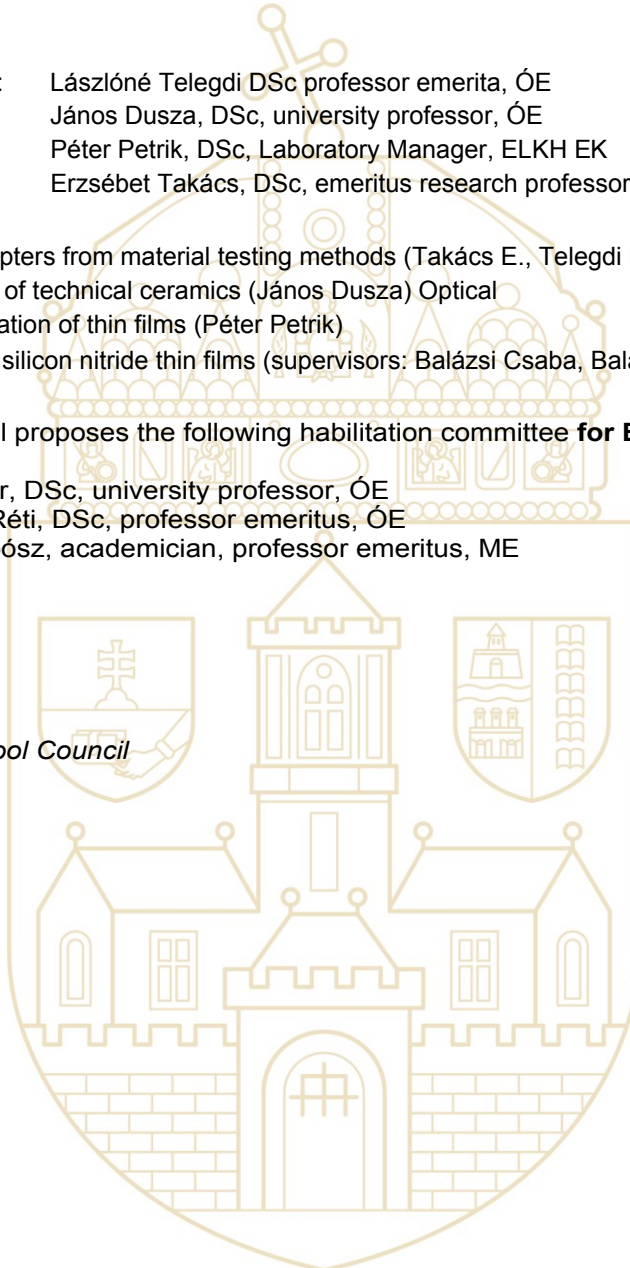 : Lászlóné Telegdi DSc professor emerita, ÓE
János Dusza, DSc, university professor, ÓE
Péter Petrik, DSc, Laboratory Manager, ELKH EK
Erzsébet Takács, DSc, emeritus research professor
pters from material testing methods (Takács E., Telegdi
of technical ceramics (János Dusza) Optical
ation of thin films (Péter Petrik)
silicon nitride thin films (supervisors: Balázsi Csaba, Bala
l proposes the following habilitation committee for B
r, DSc, university professor, ÓE
Réti, DSc, professor emeritus, ÓE
ósz, academician, professor emeritus, ME
ool Council